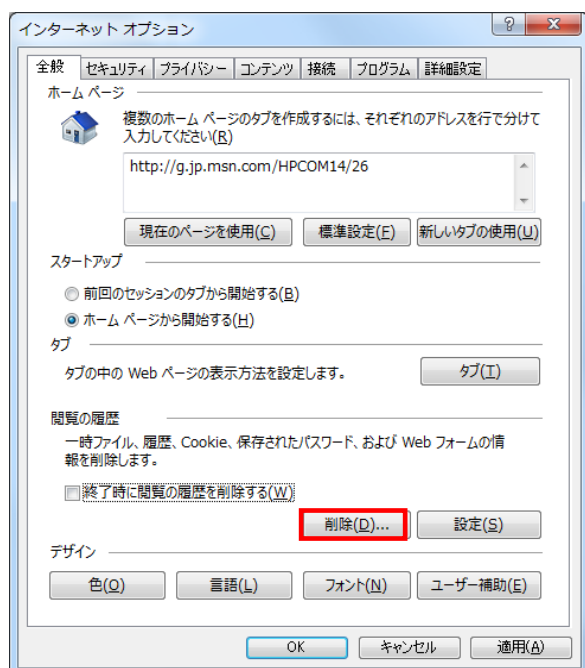 インターネット オプション
全般 セキュリティ プライバシー コンテンツ 接続 プログラム 詳細設定
ホーム ページ
複数のホーム ページのタブを作成するには、それぞれのアドレスを行で分けて
入力してください(R)
http://g.jp.msn.com/HPCOM14/26
現在のページを使用(C) 標準設定(F) 新しいタブの使用(U)
スタートアップ
前回のセッションのタブから開始する(B)
ホーム ページから開始する(H)
タブ
タブの中の Web ページの表示方法を設定します。 タブ(T)
閲覧の履歴
一時ファイル、履歴、Cookie、保存されたパスワード、および Web フォームの情
報を削除します。
終了時に閲覧の履歴を削除する(W)
削除(D)... 設定(S)
デザイン
色(O) 言語(L) フォント(N) ユーザー補助(E)
OK キャンセル 適用(A)